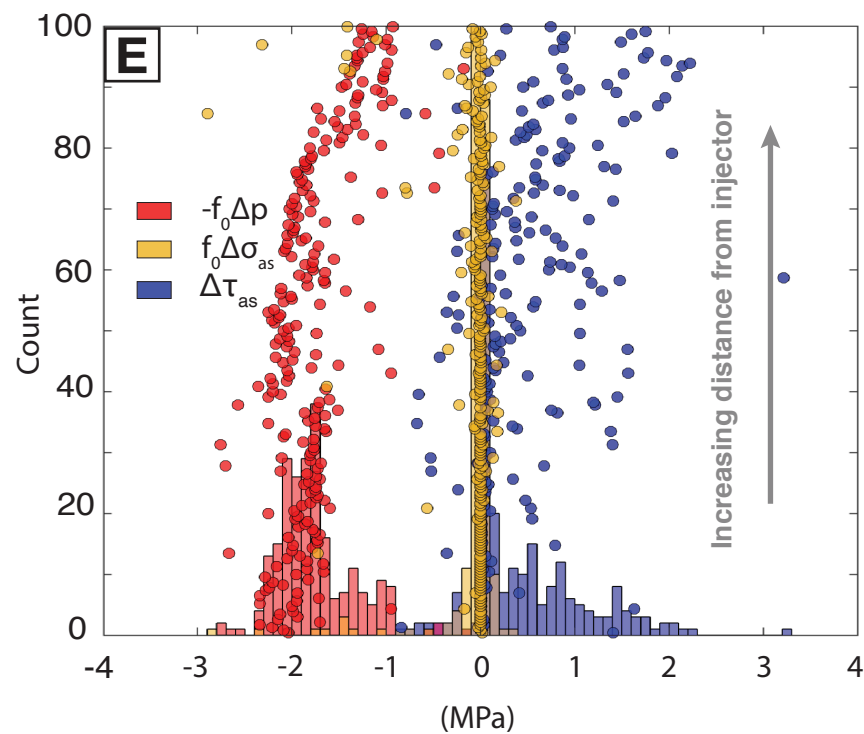 E
100
80
60
40
20
0
Count
-f₀Δp
f₀Δσas
Δτas
Increasing distance from injector
-4 -3 -2 -1 0 1 2 3 4
(MPa)